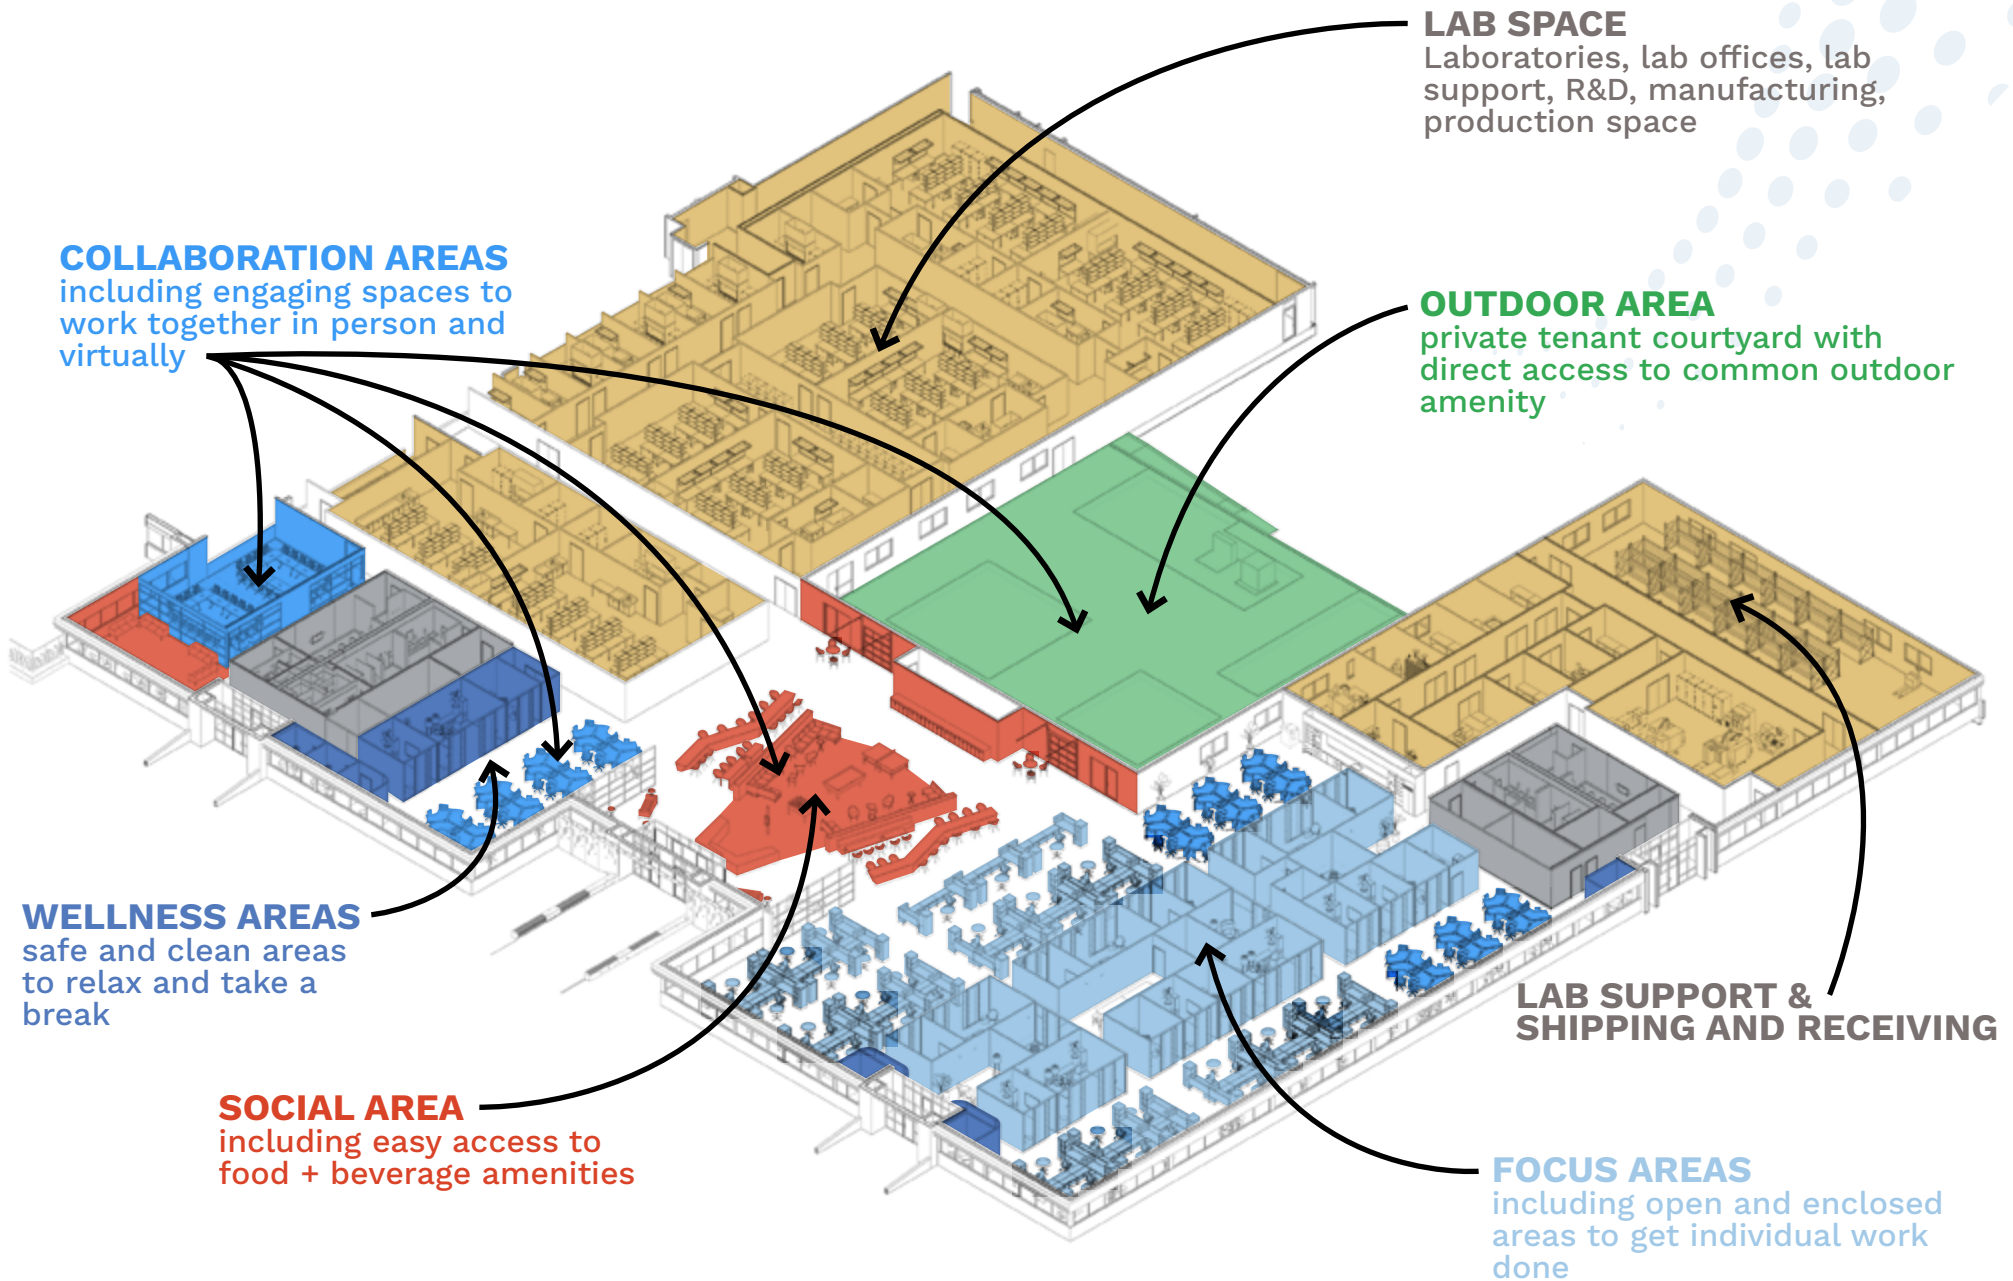 LAB SPACE
Laboratories, lab offices, lab
support, R&D, manufacturing,
production space
COLLABORATION AREAS
including engaging spaces to
work together in person and
virtually
OUTDOOR AREA
private tenant courtyard with
direct access to common outdoor
amenity
WELLNESS AREAS
safe and clean areas
to relax and take a
break
LAB SUPPORT &
SHIPPING AND RECEIVING
SOCIAL AREA
including easy access to
food + beverage amenities
FOCUS AREAS
including open and enclosed
areas to get individual work
done